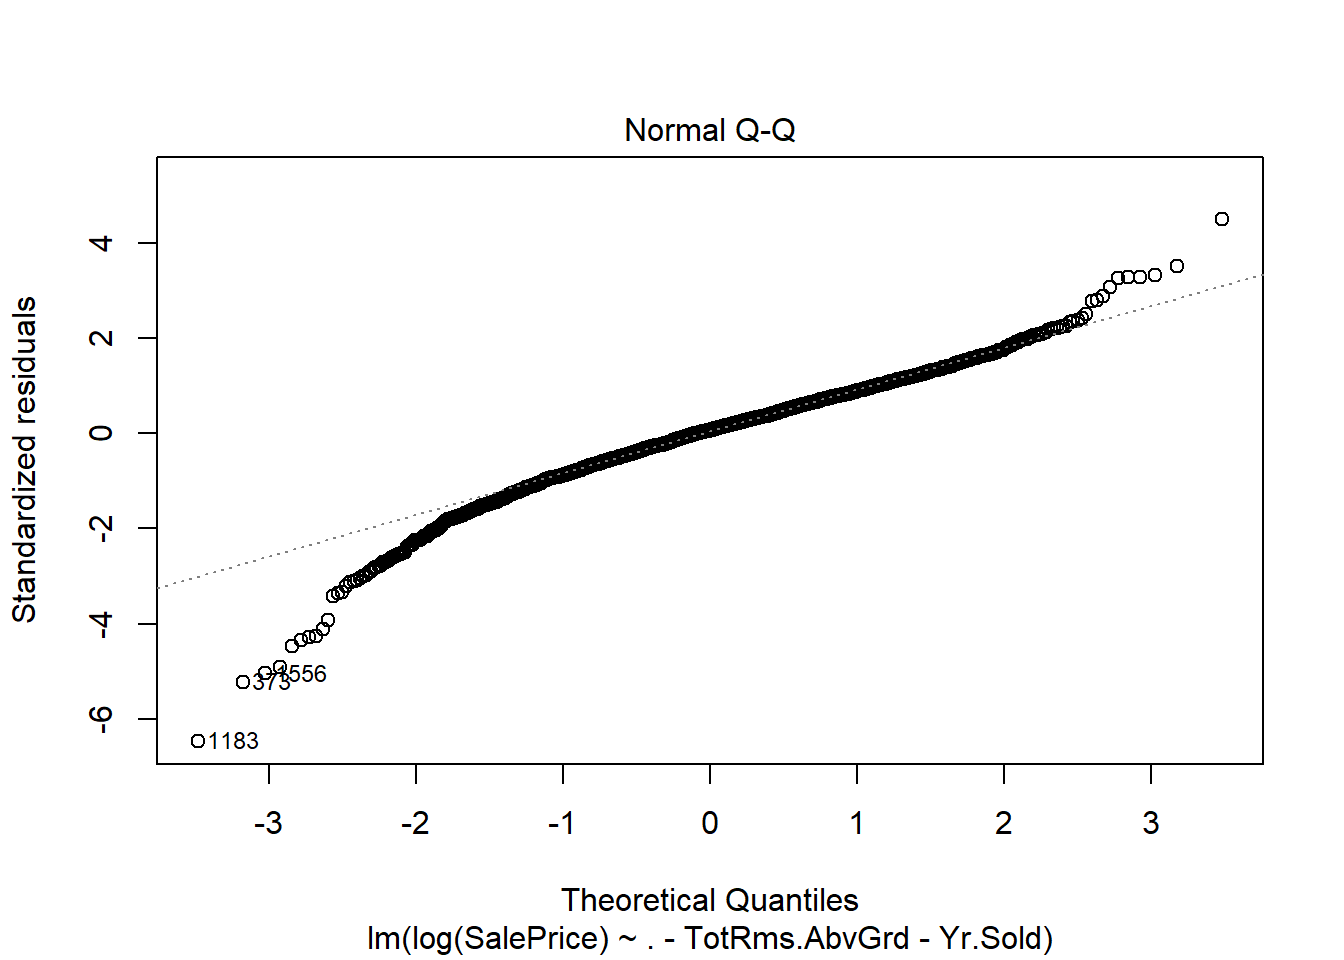 Normal Q-Q
Standardized residuals
4
2
0
-2
-4
-6
1556
373
1183
-3 -2 -1 0 1 2 3
Theoretical Quantiles
lm(log(SalePrice) ~ . - TotRms.AbvGrd - Yr.Sold)